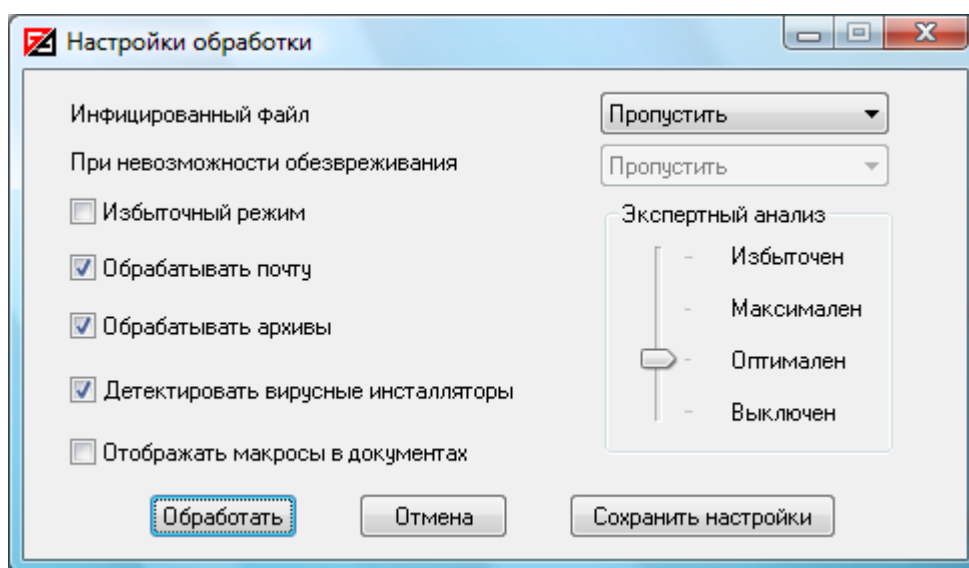 Настройки обработки
Инфицированный файл
Пропустить
При невозможности обезвреживания
Пропустить
Избыточный режим
Обрабатывать почту
Обрабатывать архивы
Детектировать вирусные инсталляторы
Отображать макросы в документах
Экспертный анализ
Избыточен
Максимален
Оптимален
Выключен
Обработать
Отмена
Сохранить настройки